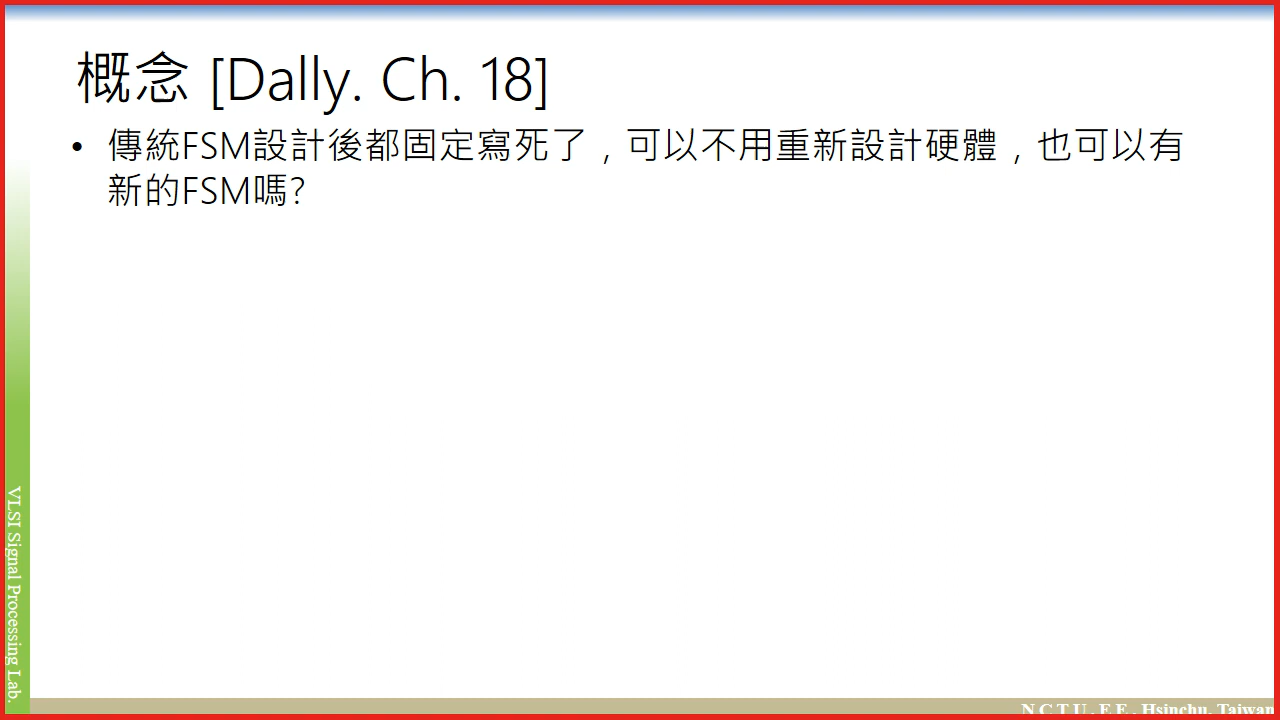 概念 [Dally. Ch. 18]
• 傳統FSM設計後都固定寫死了，可以不用重新設計硬體，也可以有
新的FSM嗎?
VLSI Signal Processing Lab.
N C T U . E E , Hsinchu, Taiwan